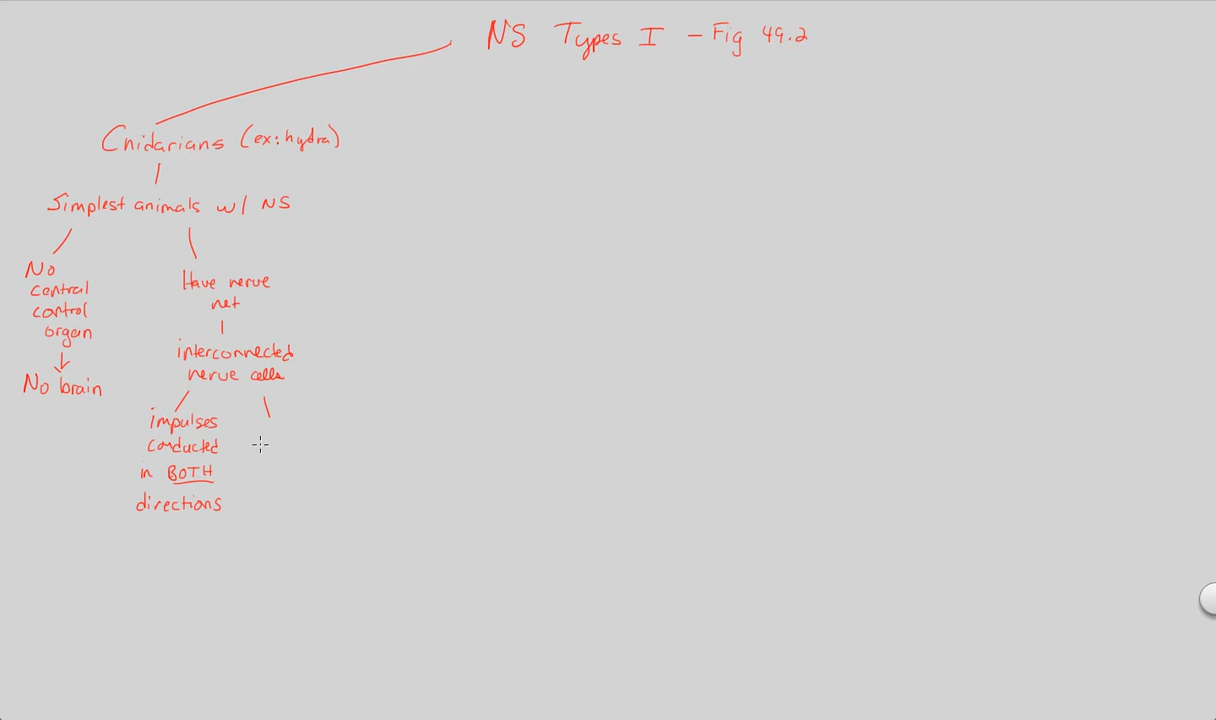 NS Types I - Fig 49.2
Cnidarians (ex: hydra)
Simplest animals w/ NS
No
central
control
organ
No brain
Have nerve
net
interconnected
nerve cells
impulses
conducted
in BOTH
directions